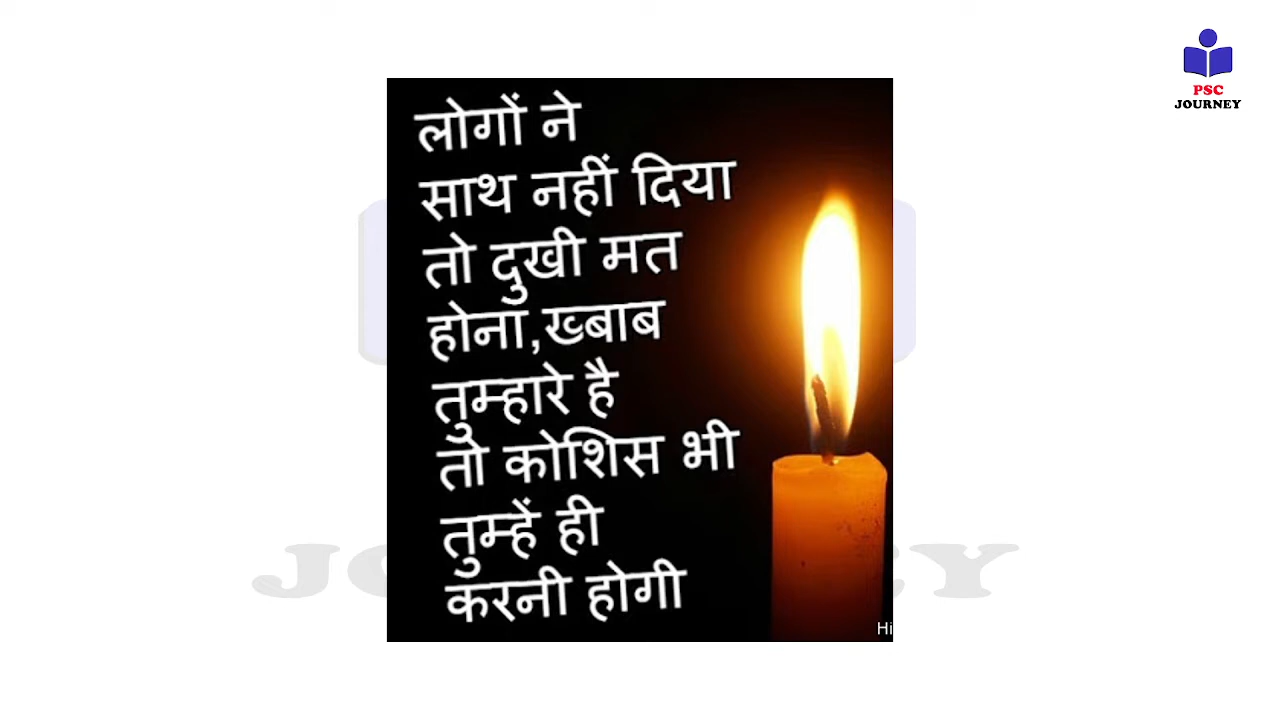 PSC
JOURNEY
लोगों ने
साथ नहीं दिया
तो दुखी मत
होना,ख्बाब
तुम्हारे है
तो कोशिस भी
तुम्हें ही
करनी होगी
Hi